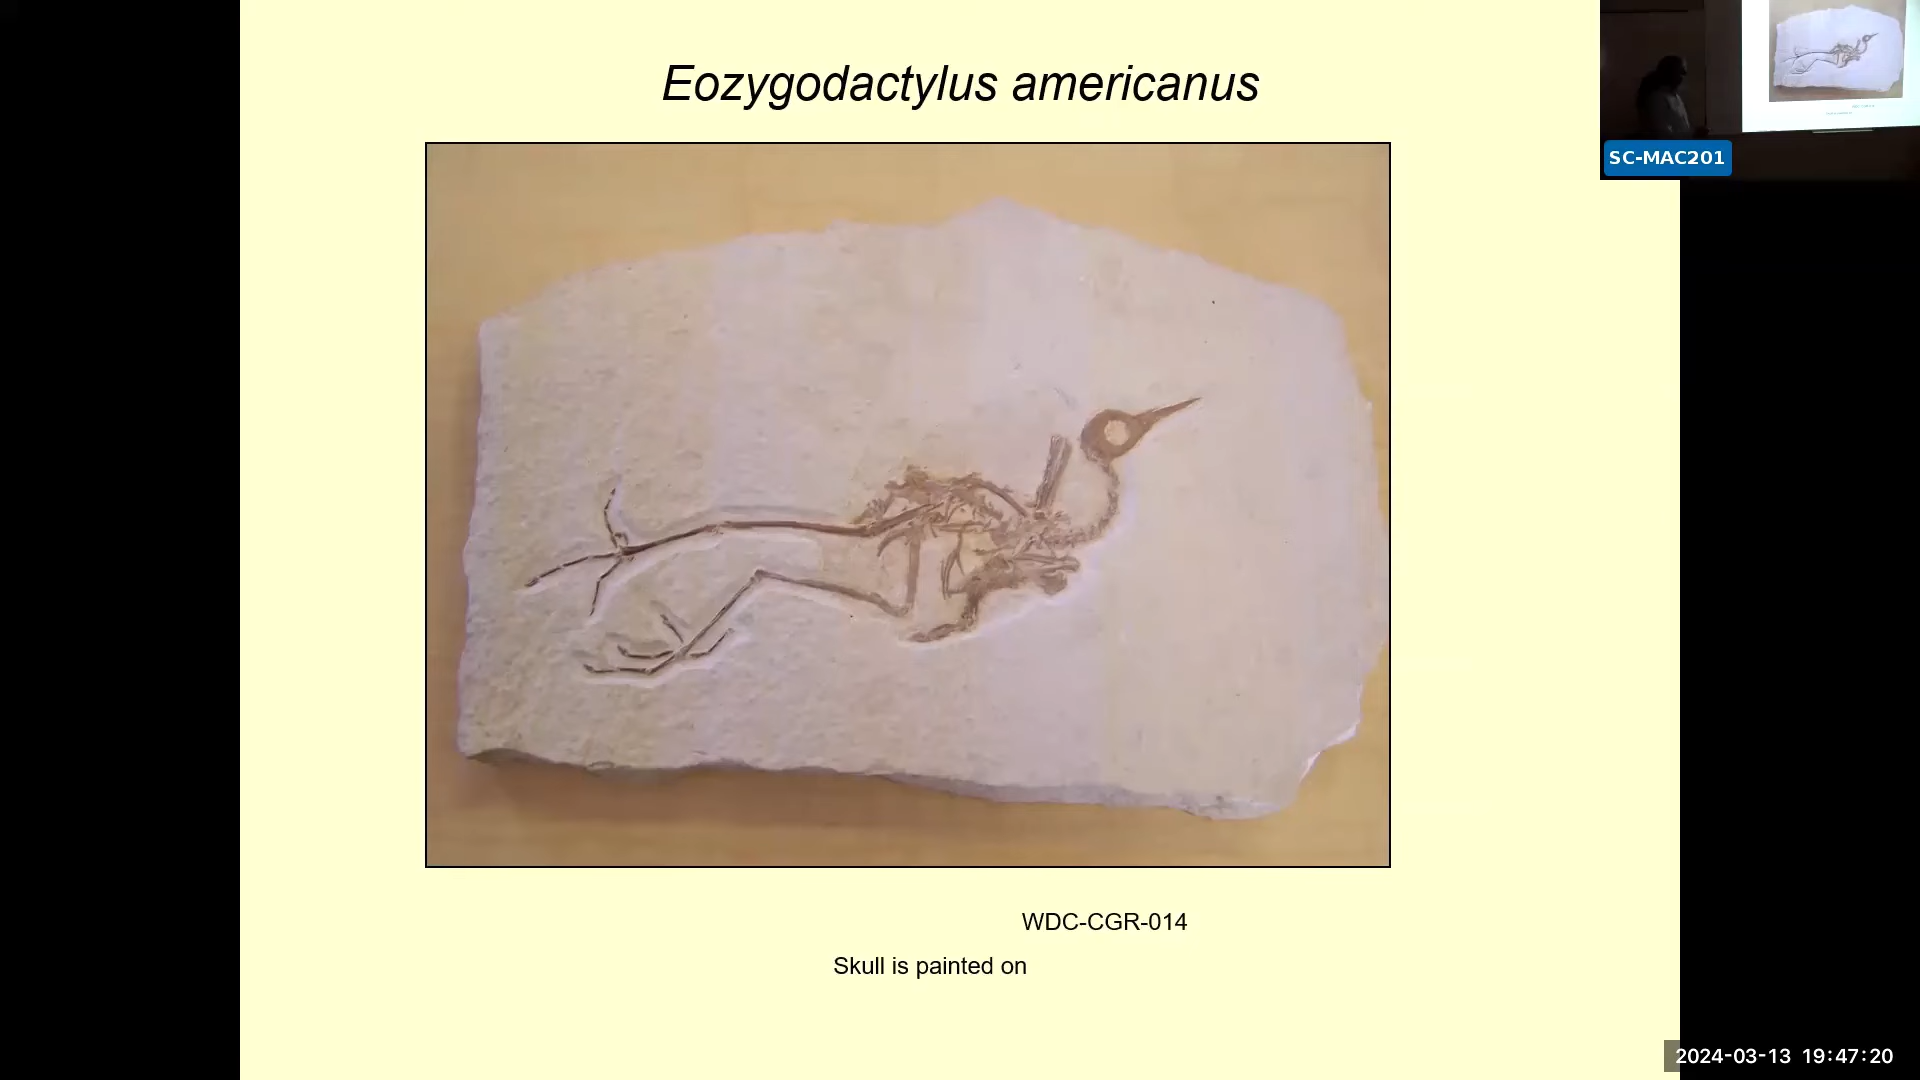 Eozygodactylus americanus
SC-MAC201
WDC-CGR-014
Skull is painted on
2024-03-13 19:47:20